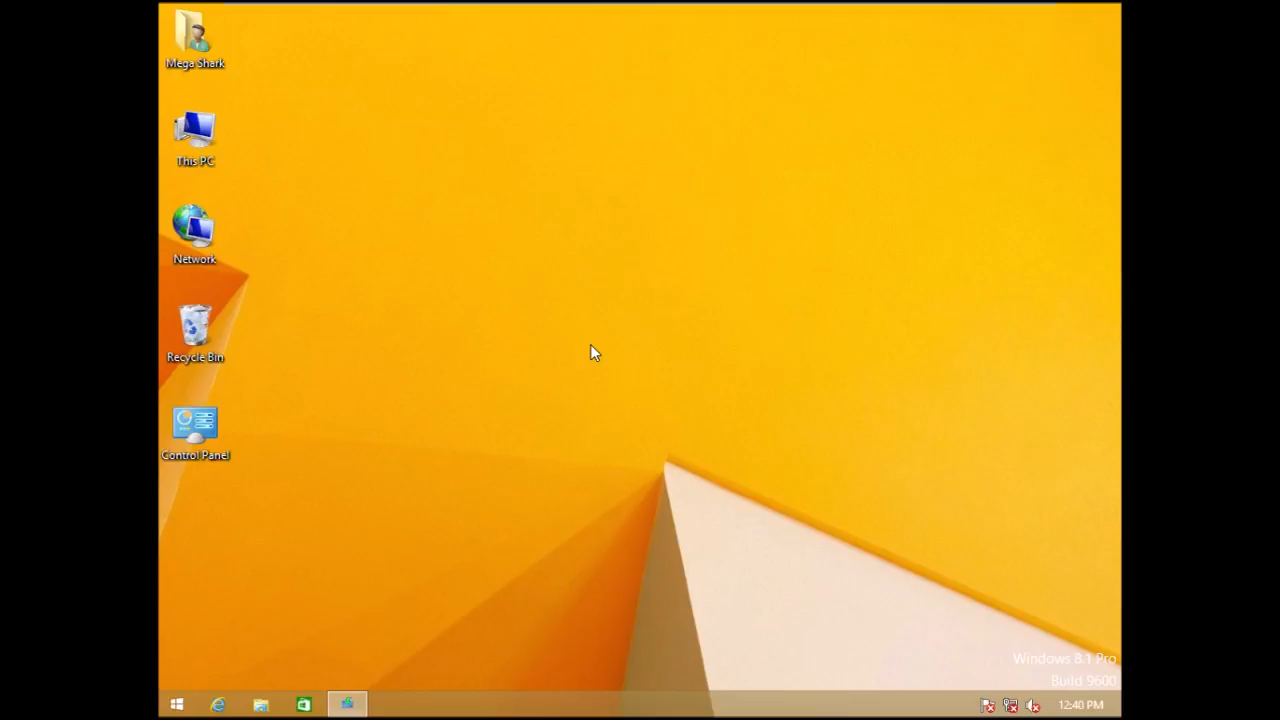 Mega Shark
This PC
Network
Recycle Bin
Control Panel
Windows 8.1 Pro
Build 9600
12:40 PM